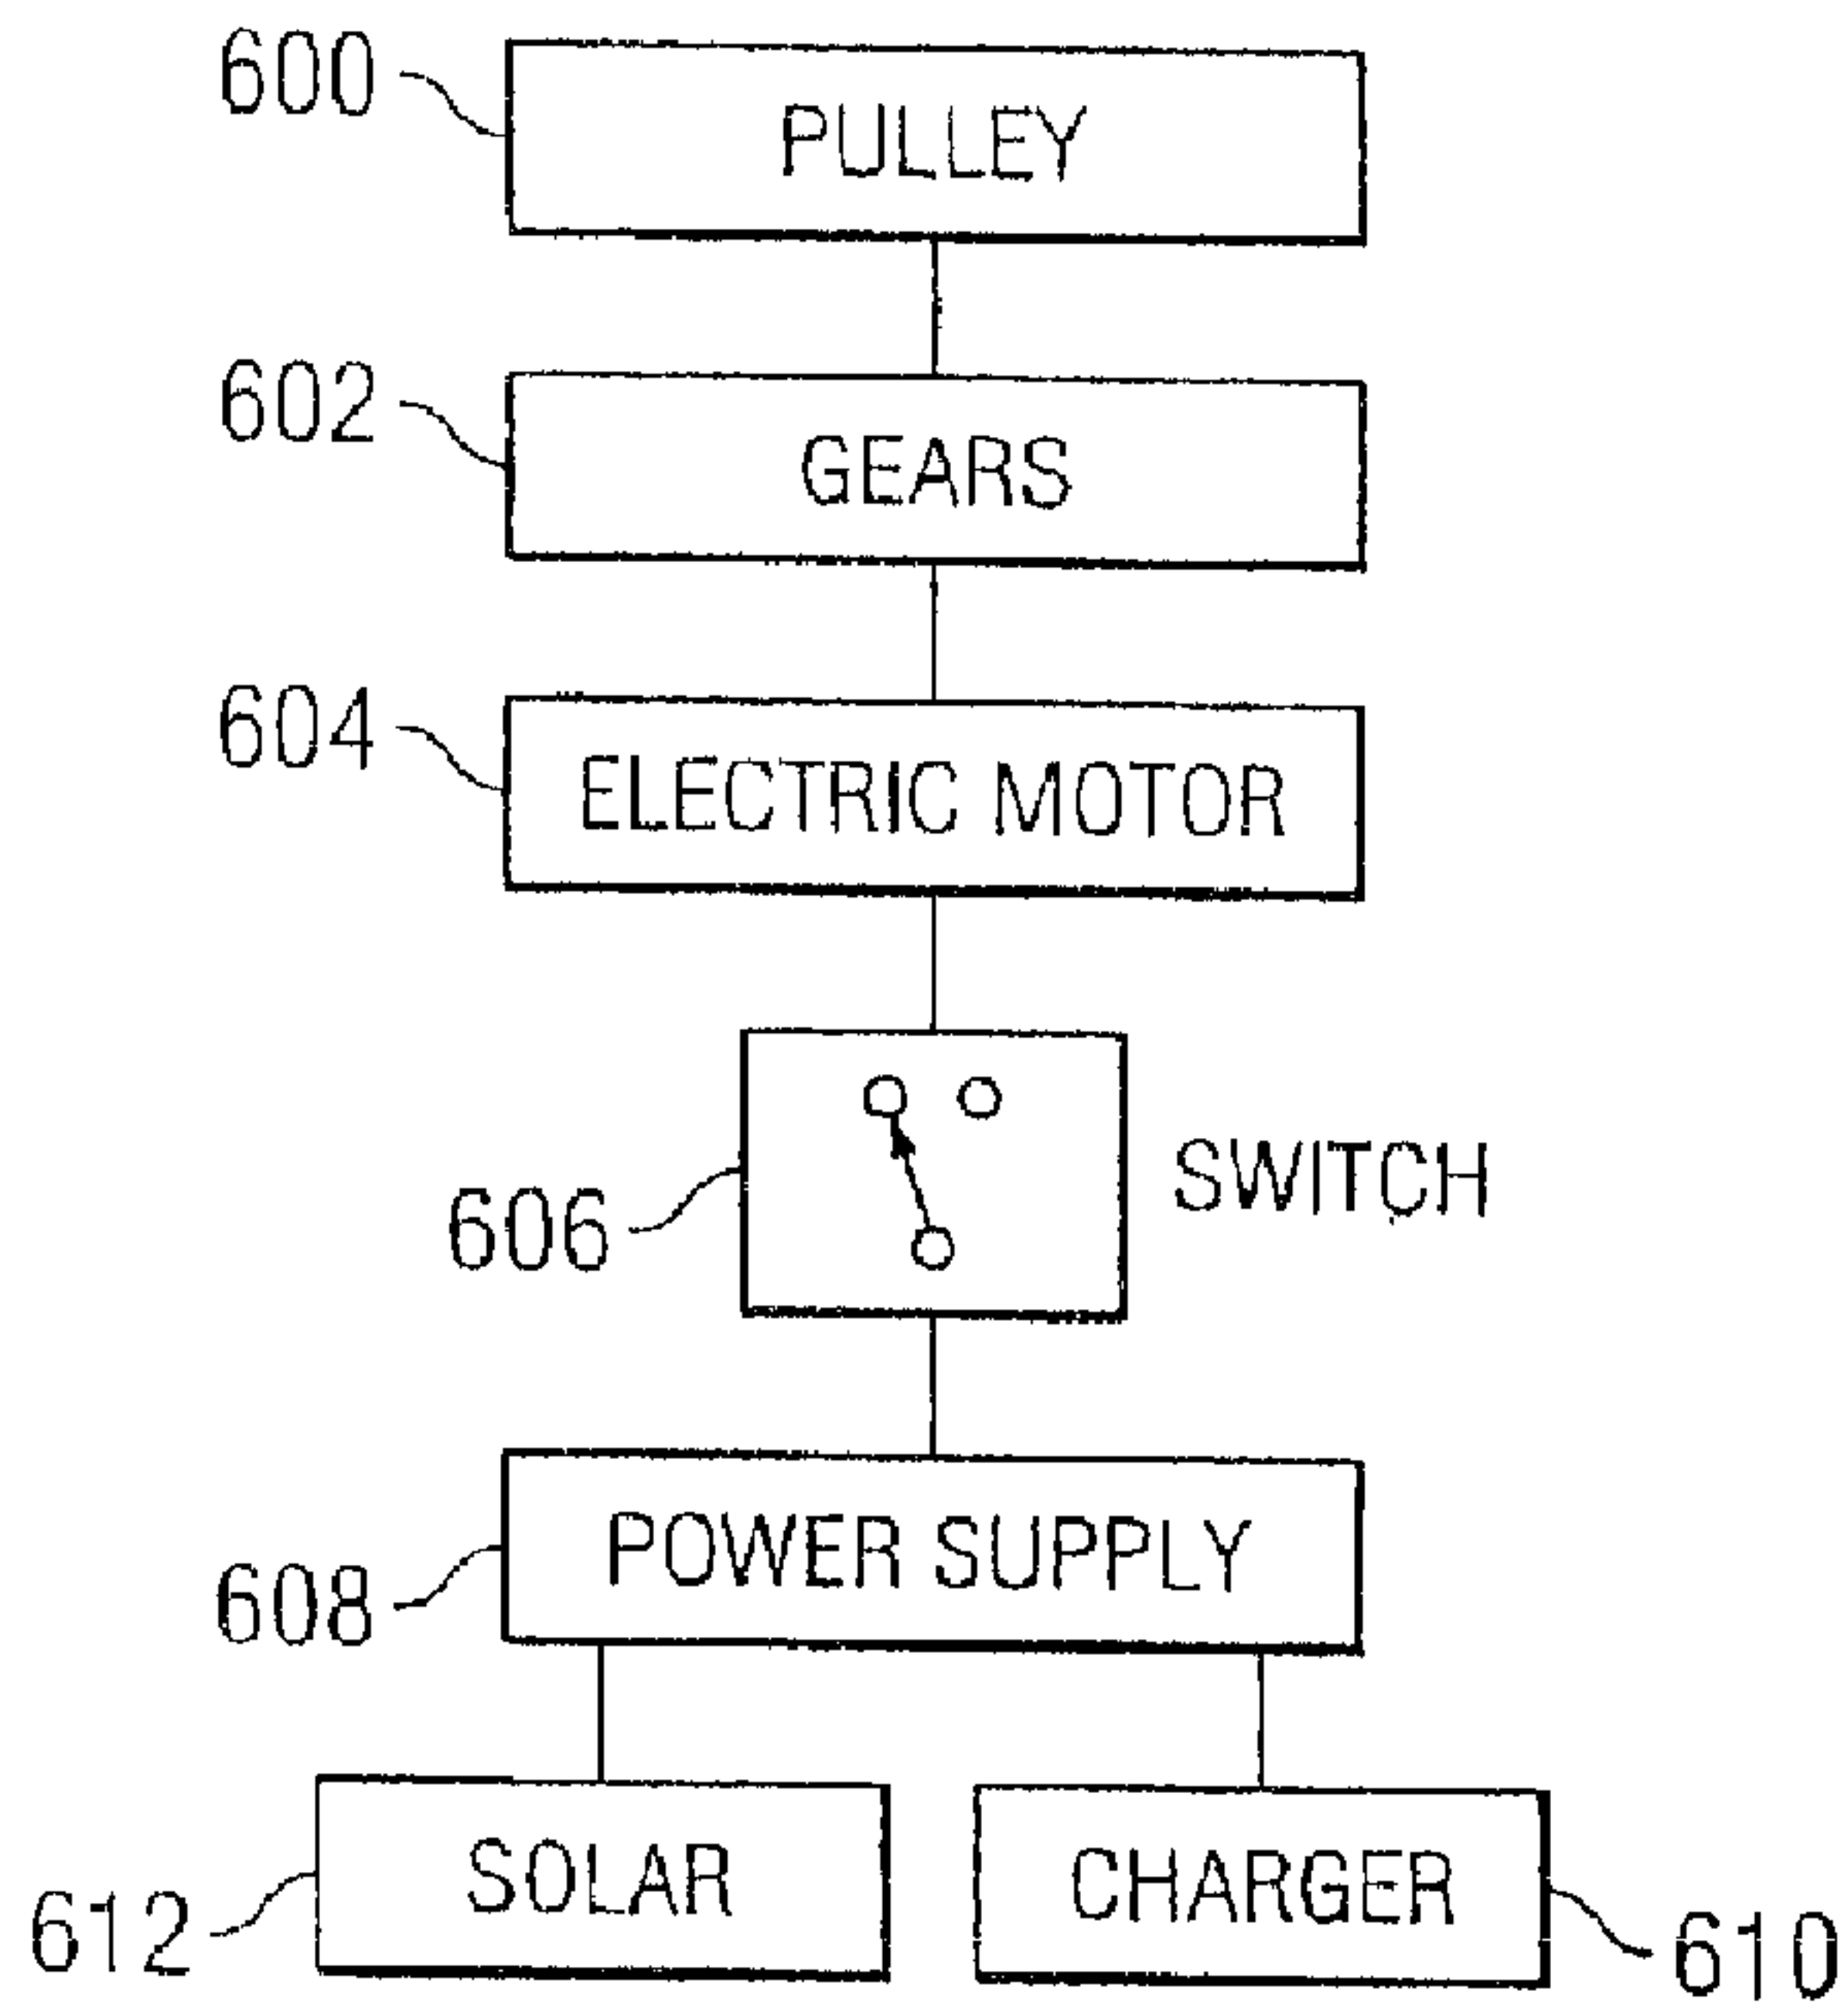 600
PULLEY
602
GEARS
604
ELECTRIC MOTOR
606
SWITCH
608
POWER SUPPLY
612
SOLAR
CHARGER
610